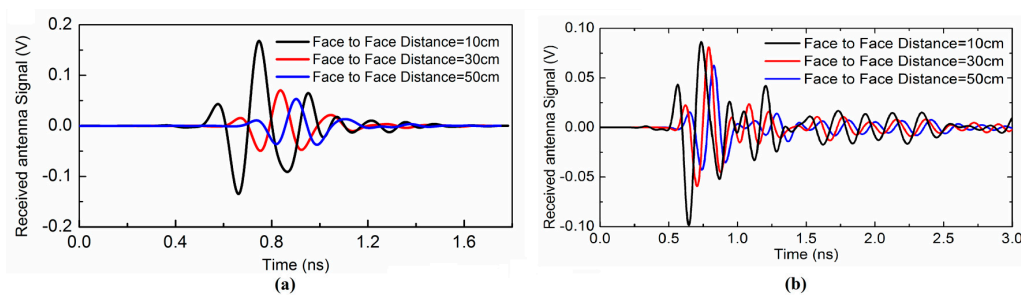 Received antenna Signal (V)
0.2
0.1
0.0
-0.1
-0.2
Face to Face Distance=10cm
Face to Face Distance=30cm
Face to Face Distance=50cm
0.0 0.4 0.8 1.2 1.6
Time (ns)
(a)
Received antenna Signal (V)
0.10
0.05
0.00
-0.05
-0.10
Face to Face Distance=10cm
Face to Face Distance=30cm
Face to Face Distance=50cm
0.0 0.5 1.0 1.5 2.0 2.5 3.0
Time (ns)
(b)